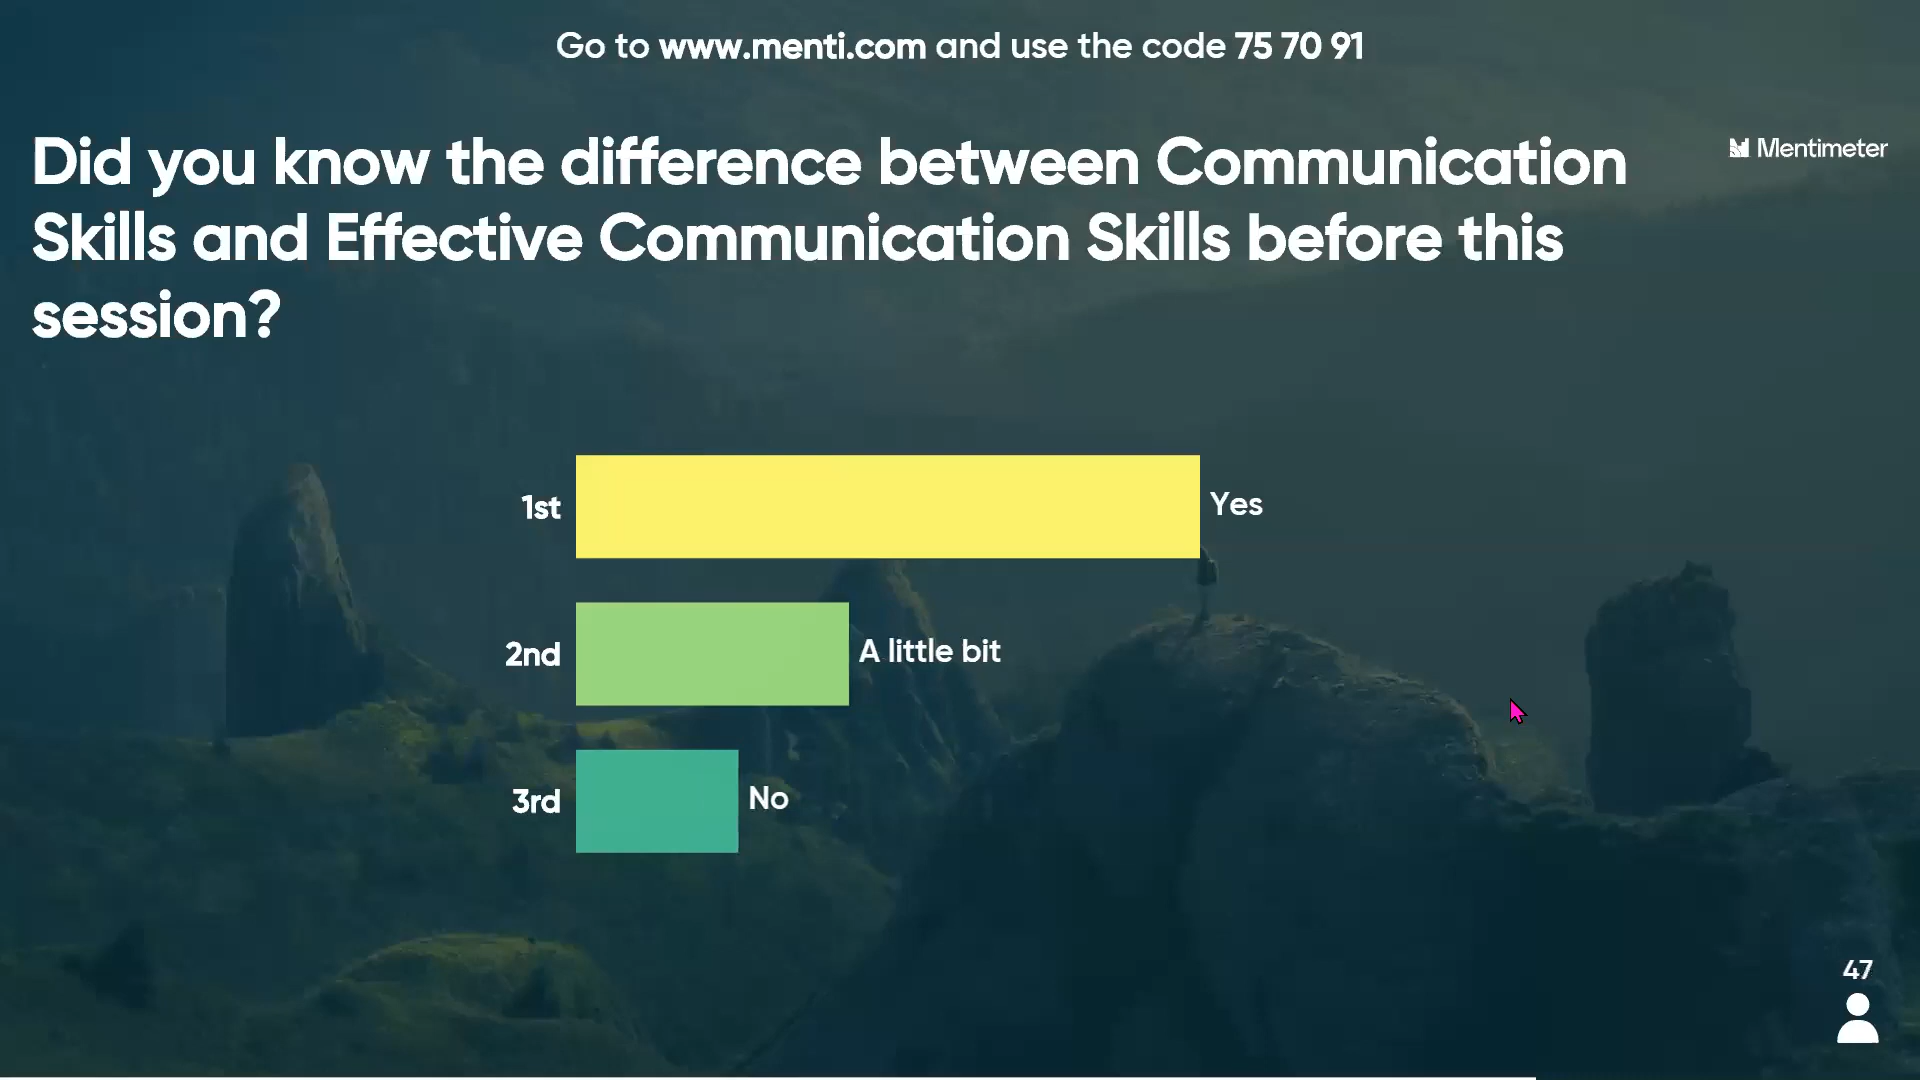 Go to www.menti.com and use the code 75 70 91
Did you know the difference between Communication
Skills and Effective Communication Skills before this
session?
Mentimeter
1st Yes
2nd A little bit
3rd No
47